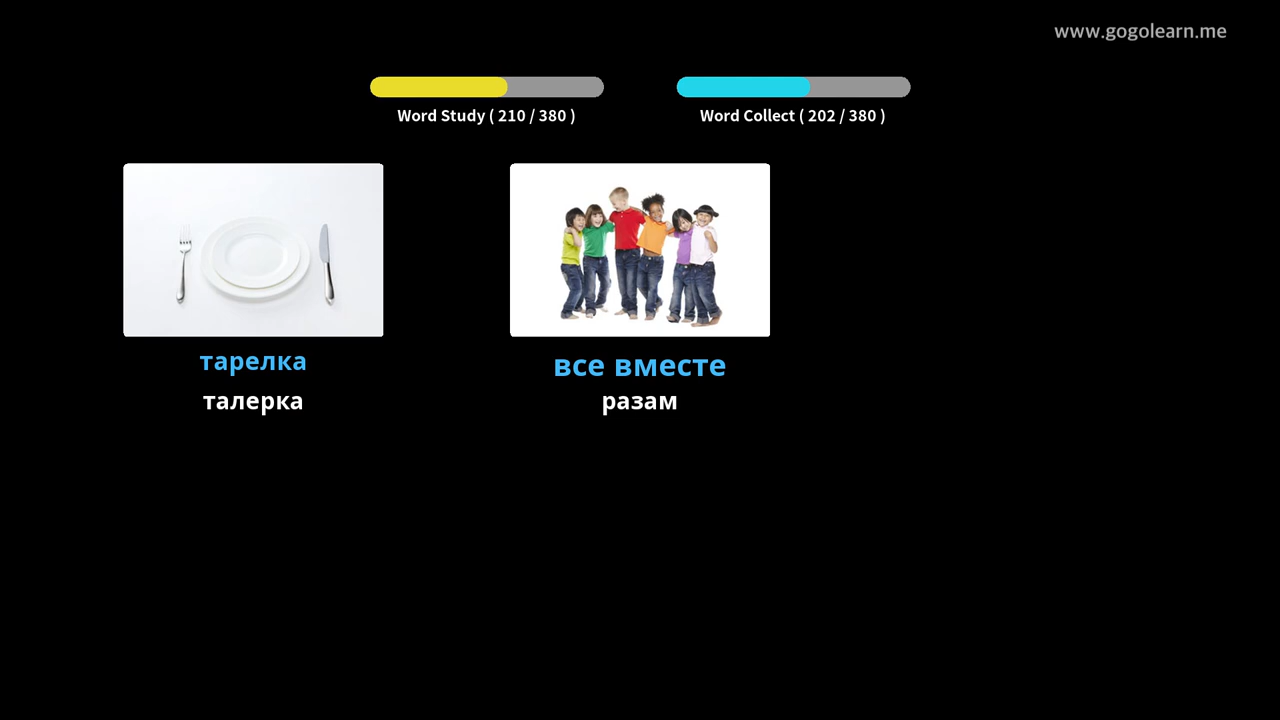 www.gogolearn.me
Word Study ( 210 / 380 )
Word Collect ( 202 / 380 )
тарелка
талерка
все вместе
разам